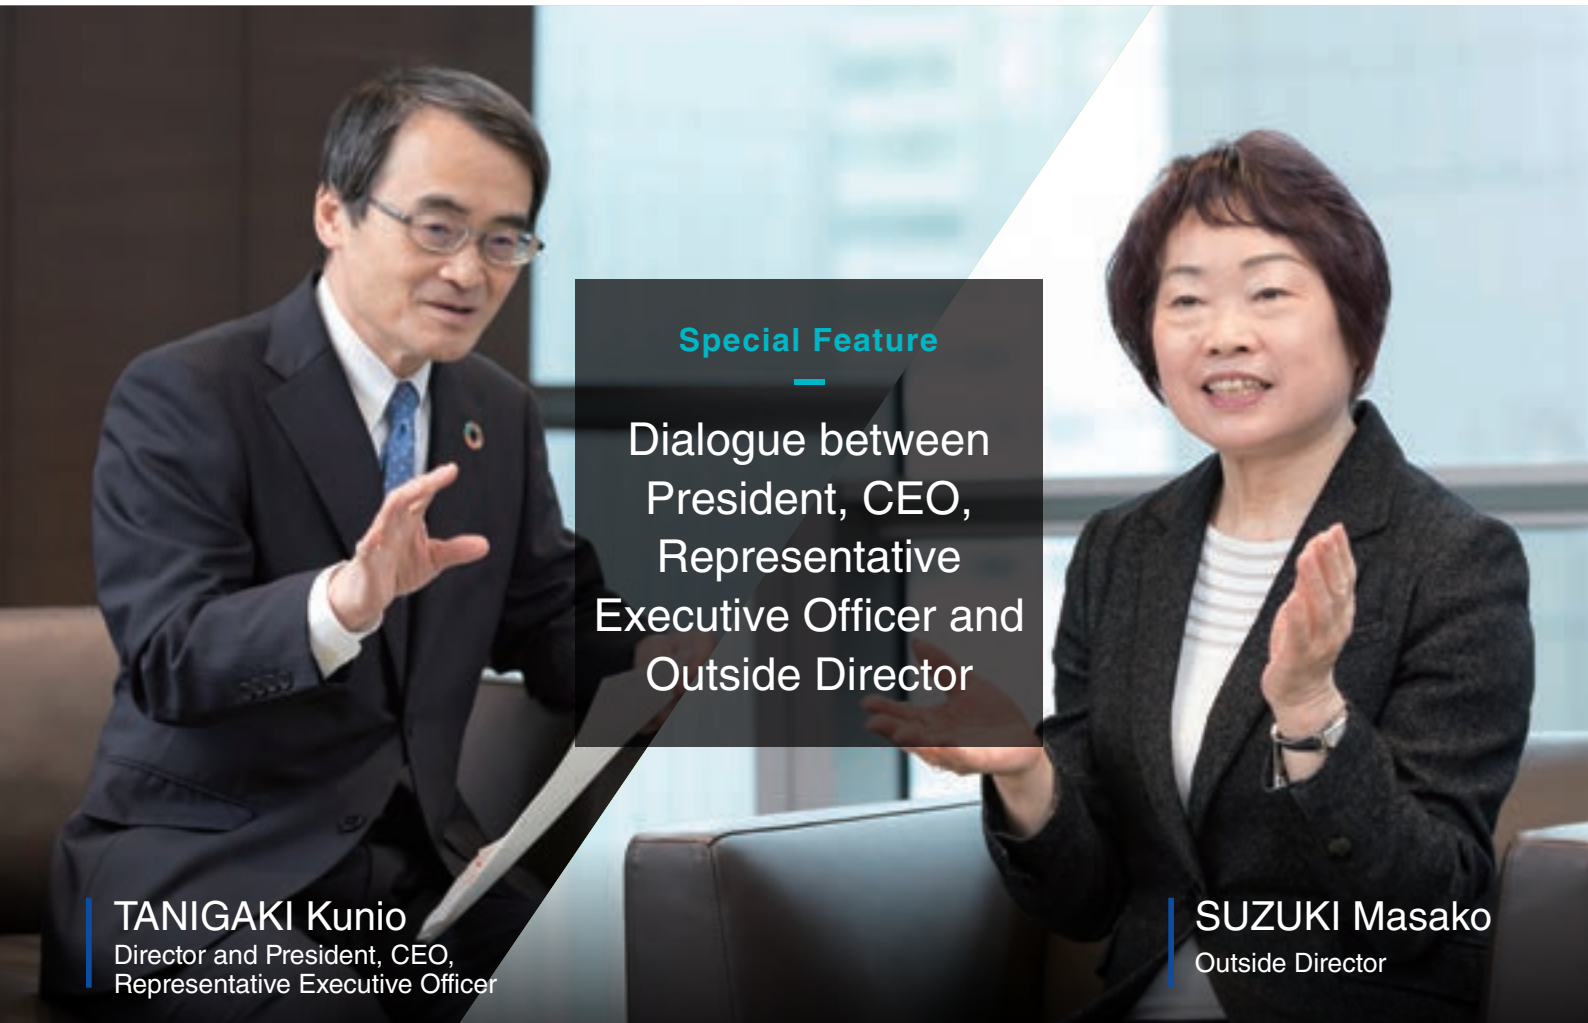 Special Feature
Dialogue between
President, CEO,
Representative
Executive Officer and
Outside Director
TANIGAKI Kunio
Director and President, CEO,
Representative Executive Officer
SUZUKI Masako
Outside Director